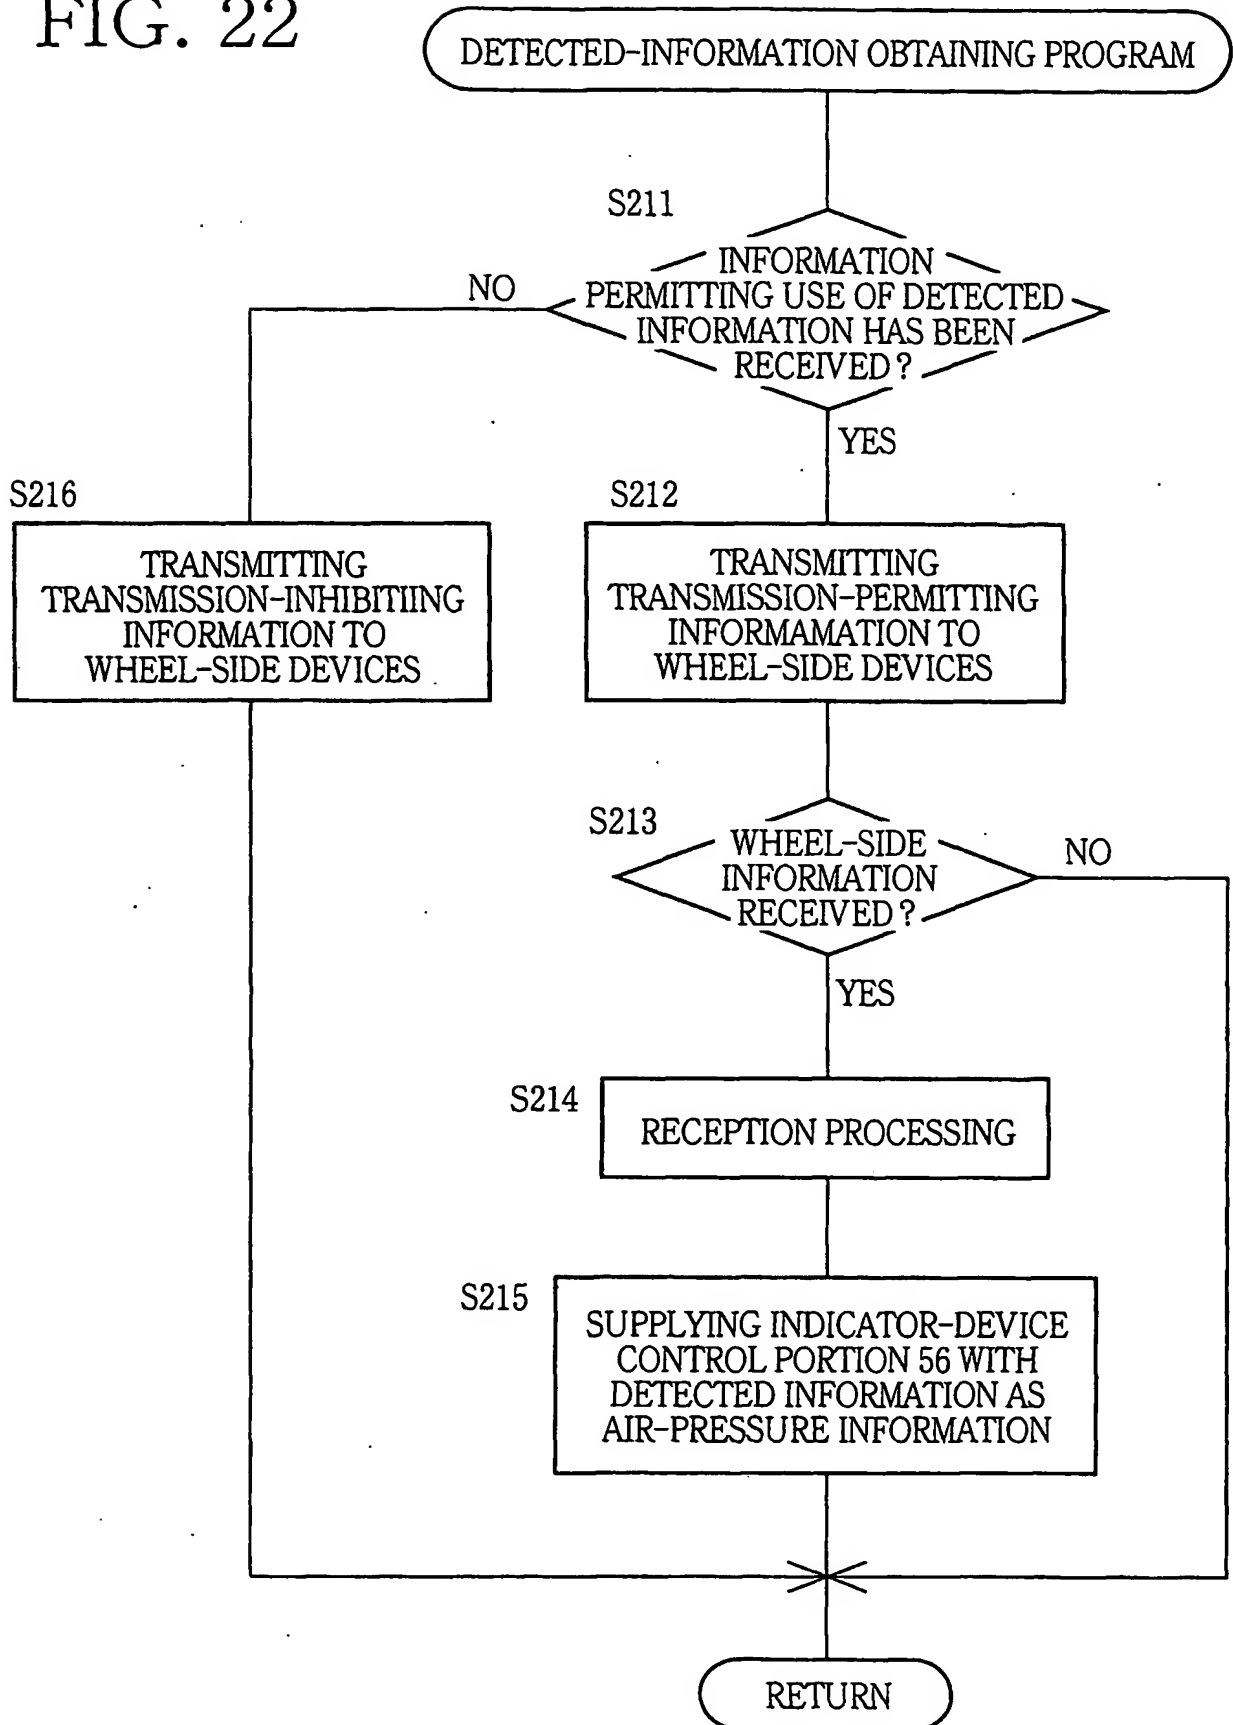 FIG. 22
DETECTED-INFORMATION OBTAINING PROGRAM
S211
INFORMATION
PERMITTING USE OF DETECTED
INFORMATION HAS BEEN
RECEIVED?
NO
YES
S216
TRANSMITTING
TRANSMISSION-INHIBITIING
INFORMATION TO
WHEEL-SIDE DEVICES
S212
TRANSMITTING
TRANSMISSION-PERMITTING
INFORMAMATION TO
WHEEL-SIDE DEVICES
S213
WHEEL-SIDE
INFORMATION
RECEIVED?
NO
YES
S214
RECEPTION PROCESSING
S215
SUPPLYING INDICATOR-DEVICE
CONTROL PORTION 56 WITH
DETECTED INFORMATION AS
AIR-PRESSURE INFORMATION
RETURN